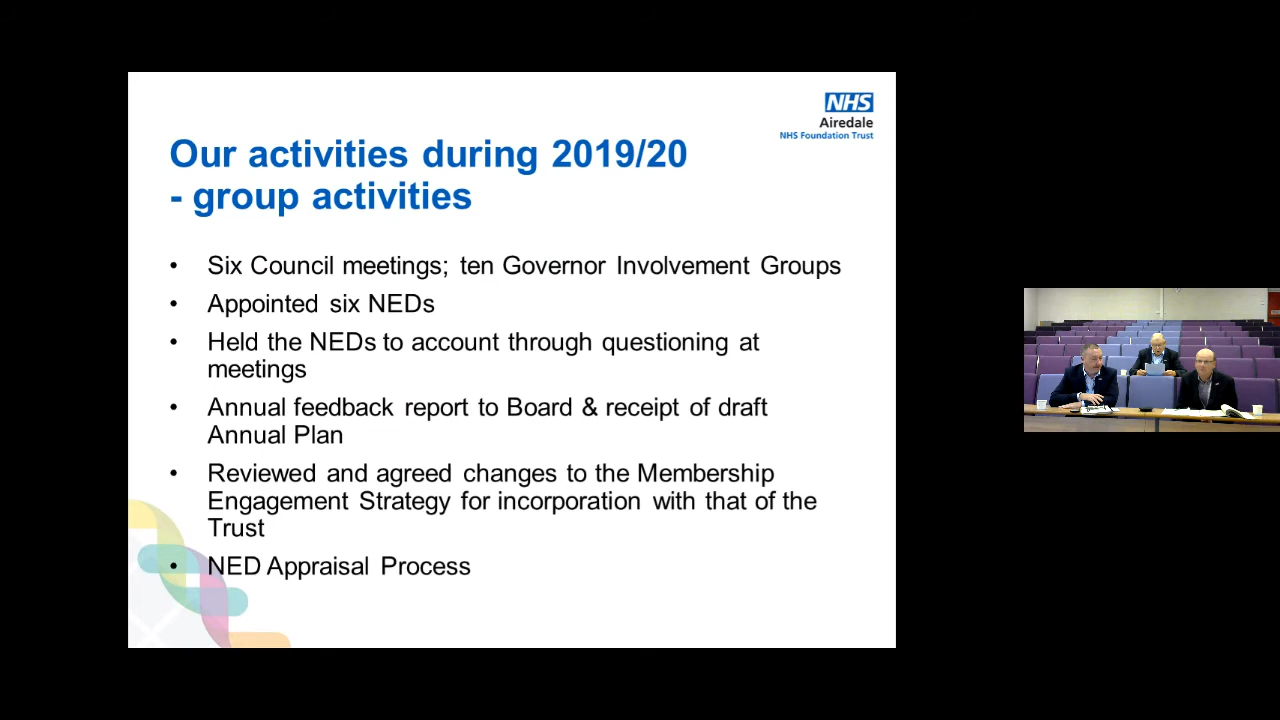 NHS
Airedale
NHS Foundation Trust
Our activities during 2019/20
- group activities
• Six Council meetings; ten Governor Involvement Groups
• Appointed six NEDs
• Held the NEDs to account through questioning at
meetings
• Annual feedback report to Board & receipt of draft
Annual Plan
• Reviewed and agreed changes to the Membership
Engagement Strategy for incorporation with that of the
Trust
• NED Appraisal Process